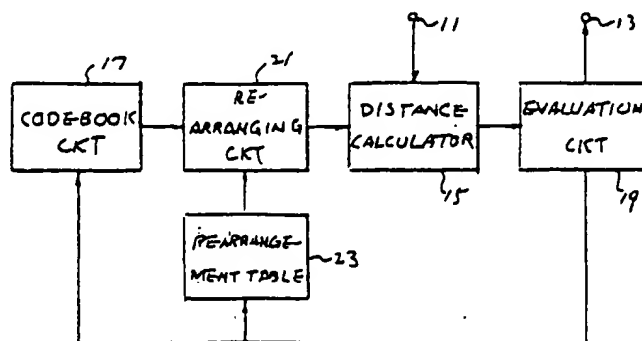 17
CODEBOOK
CKT
21
RE-
ARRANGING
CKT
11
DISTANCE
CALCULATOR
15
13
EVALUATION
CKT
19
REARRANGE-
MENT TABLE
23